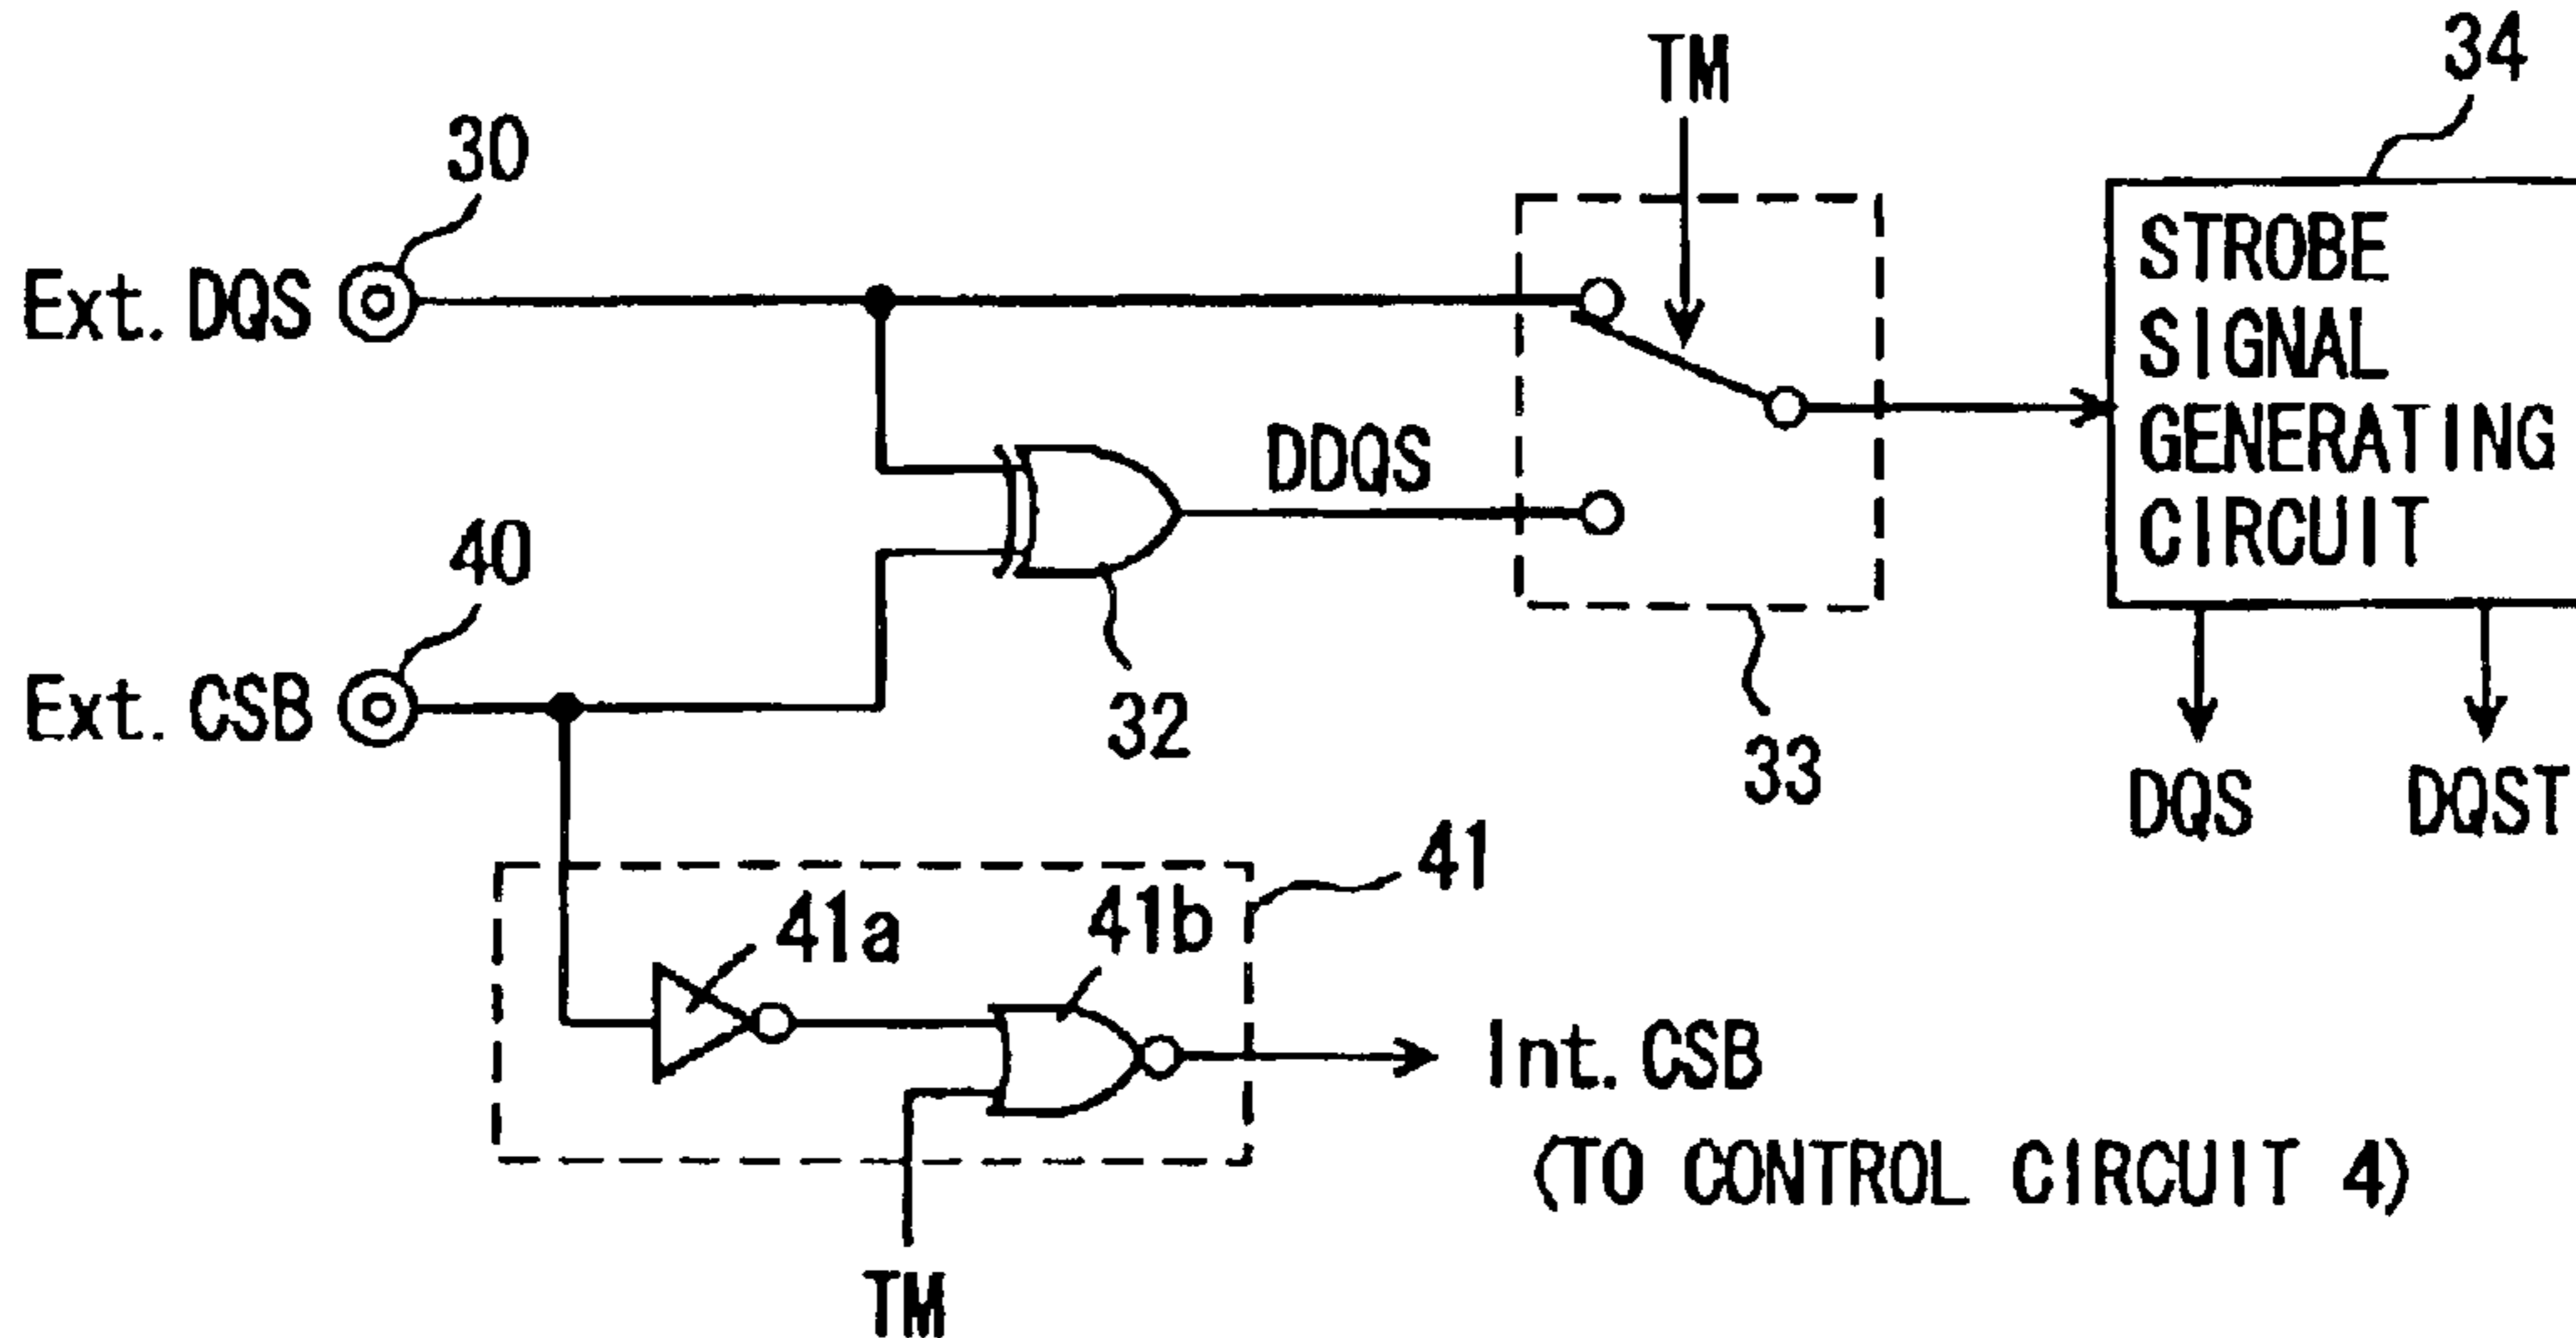 TM
34
30
Ext. DQS
STROBE
SIGNAL
GENERATING
CIRCUIT
DDQS
40
32
33
Ext. CSB
DQS
DQST
41
41a
41b
Int. CSB
(TO CONTROL CIRCUIT 4)
TM